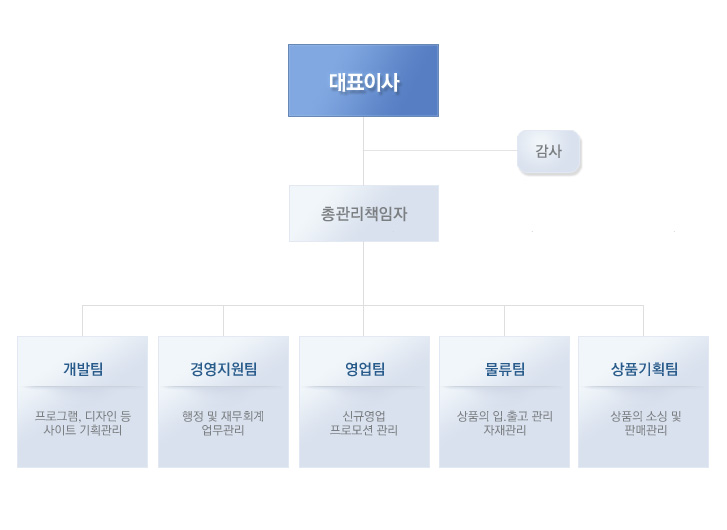 대표이사
감사
총관리책임자
개발팀
프로그램, 디자인 등
사이트 기획관리
경영지원팀
행정 및 재무회계
업무관리
영업팀
신규영업
프로모션 관리
물류팀
상품의 입.출고 관리
자재관리
상품기획팀
상품의 소싱 및
판매관리